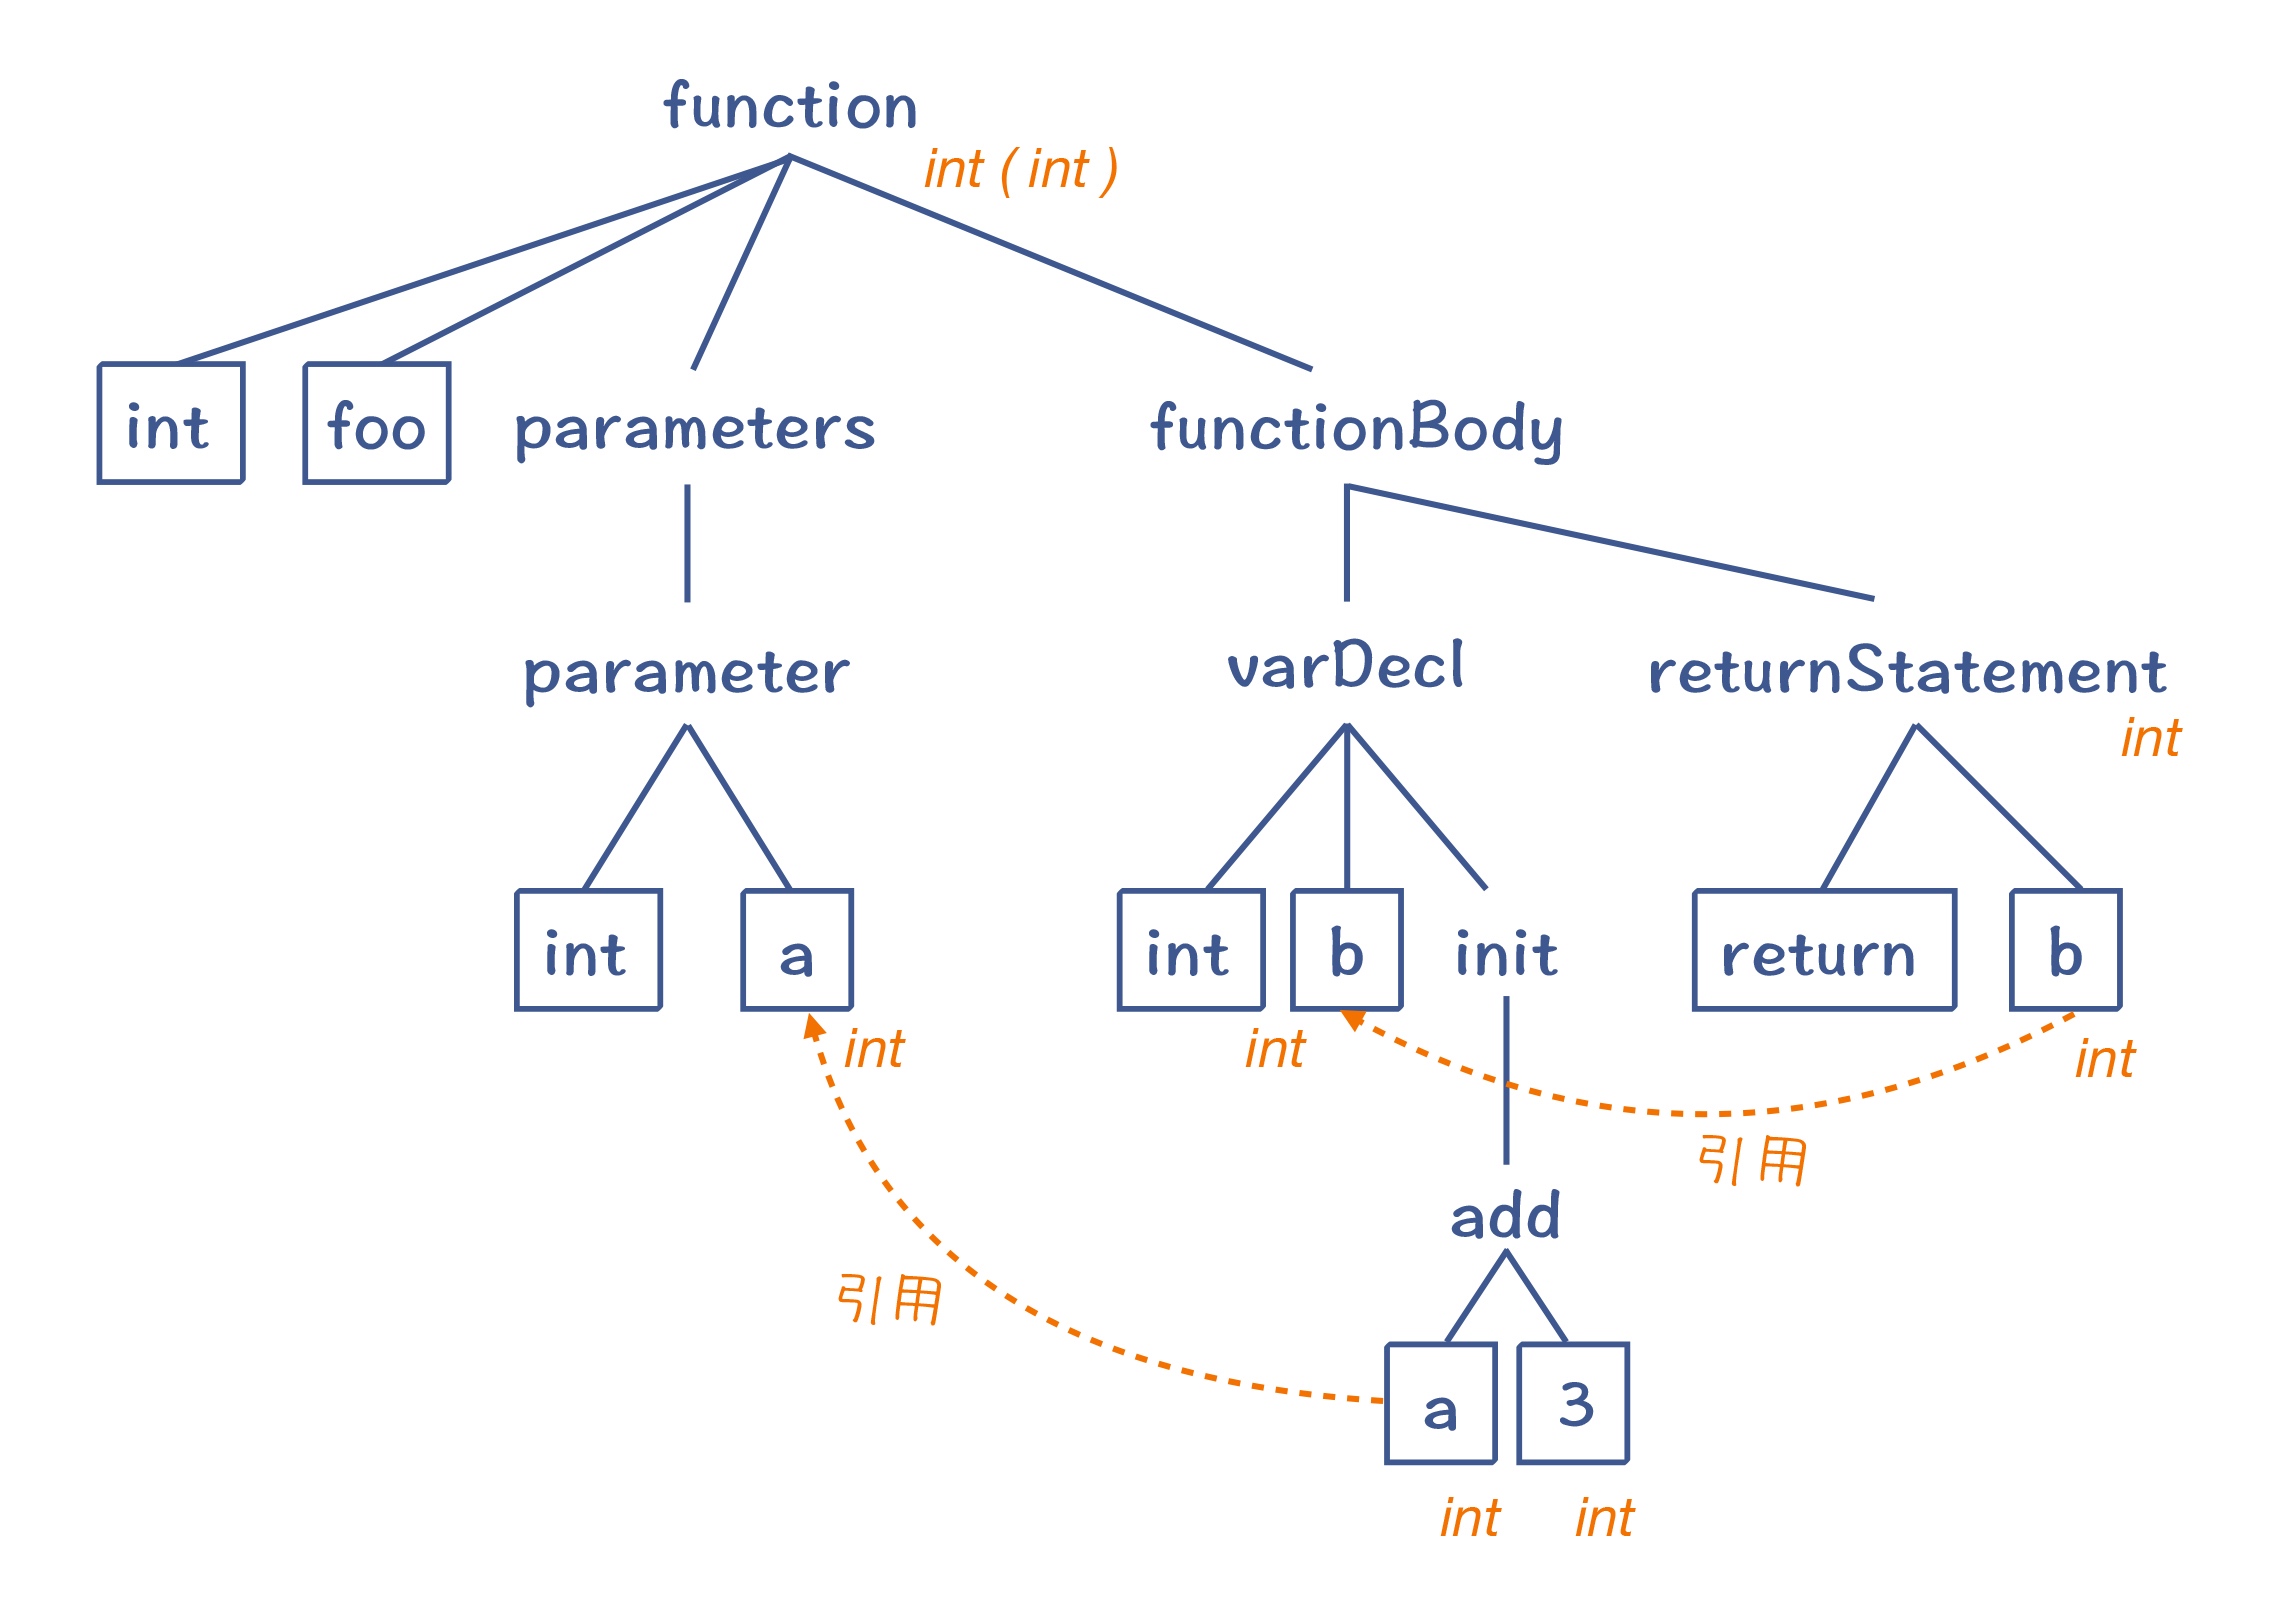 function
int ( int )
int
foo
parameters
functionBody
parameter
varDecl
returnStatement
int
int
a
int
b
init
return
b
int
int
int
引用
add
引用
a
3
int
int